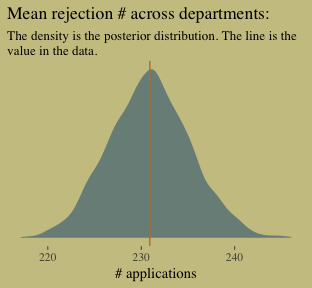 Mean rejection # across departments:
The density is the posterior distribution. The line is the
value in the data.
220 230 240
# applications